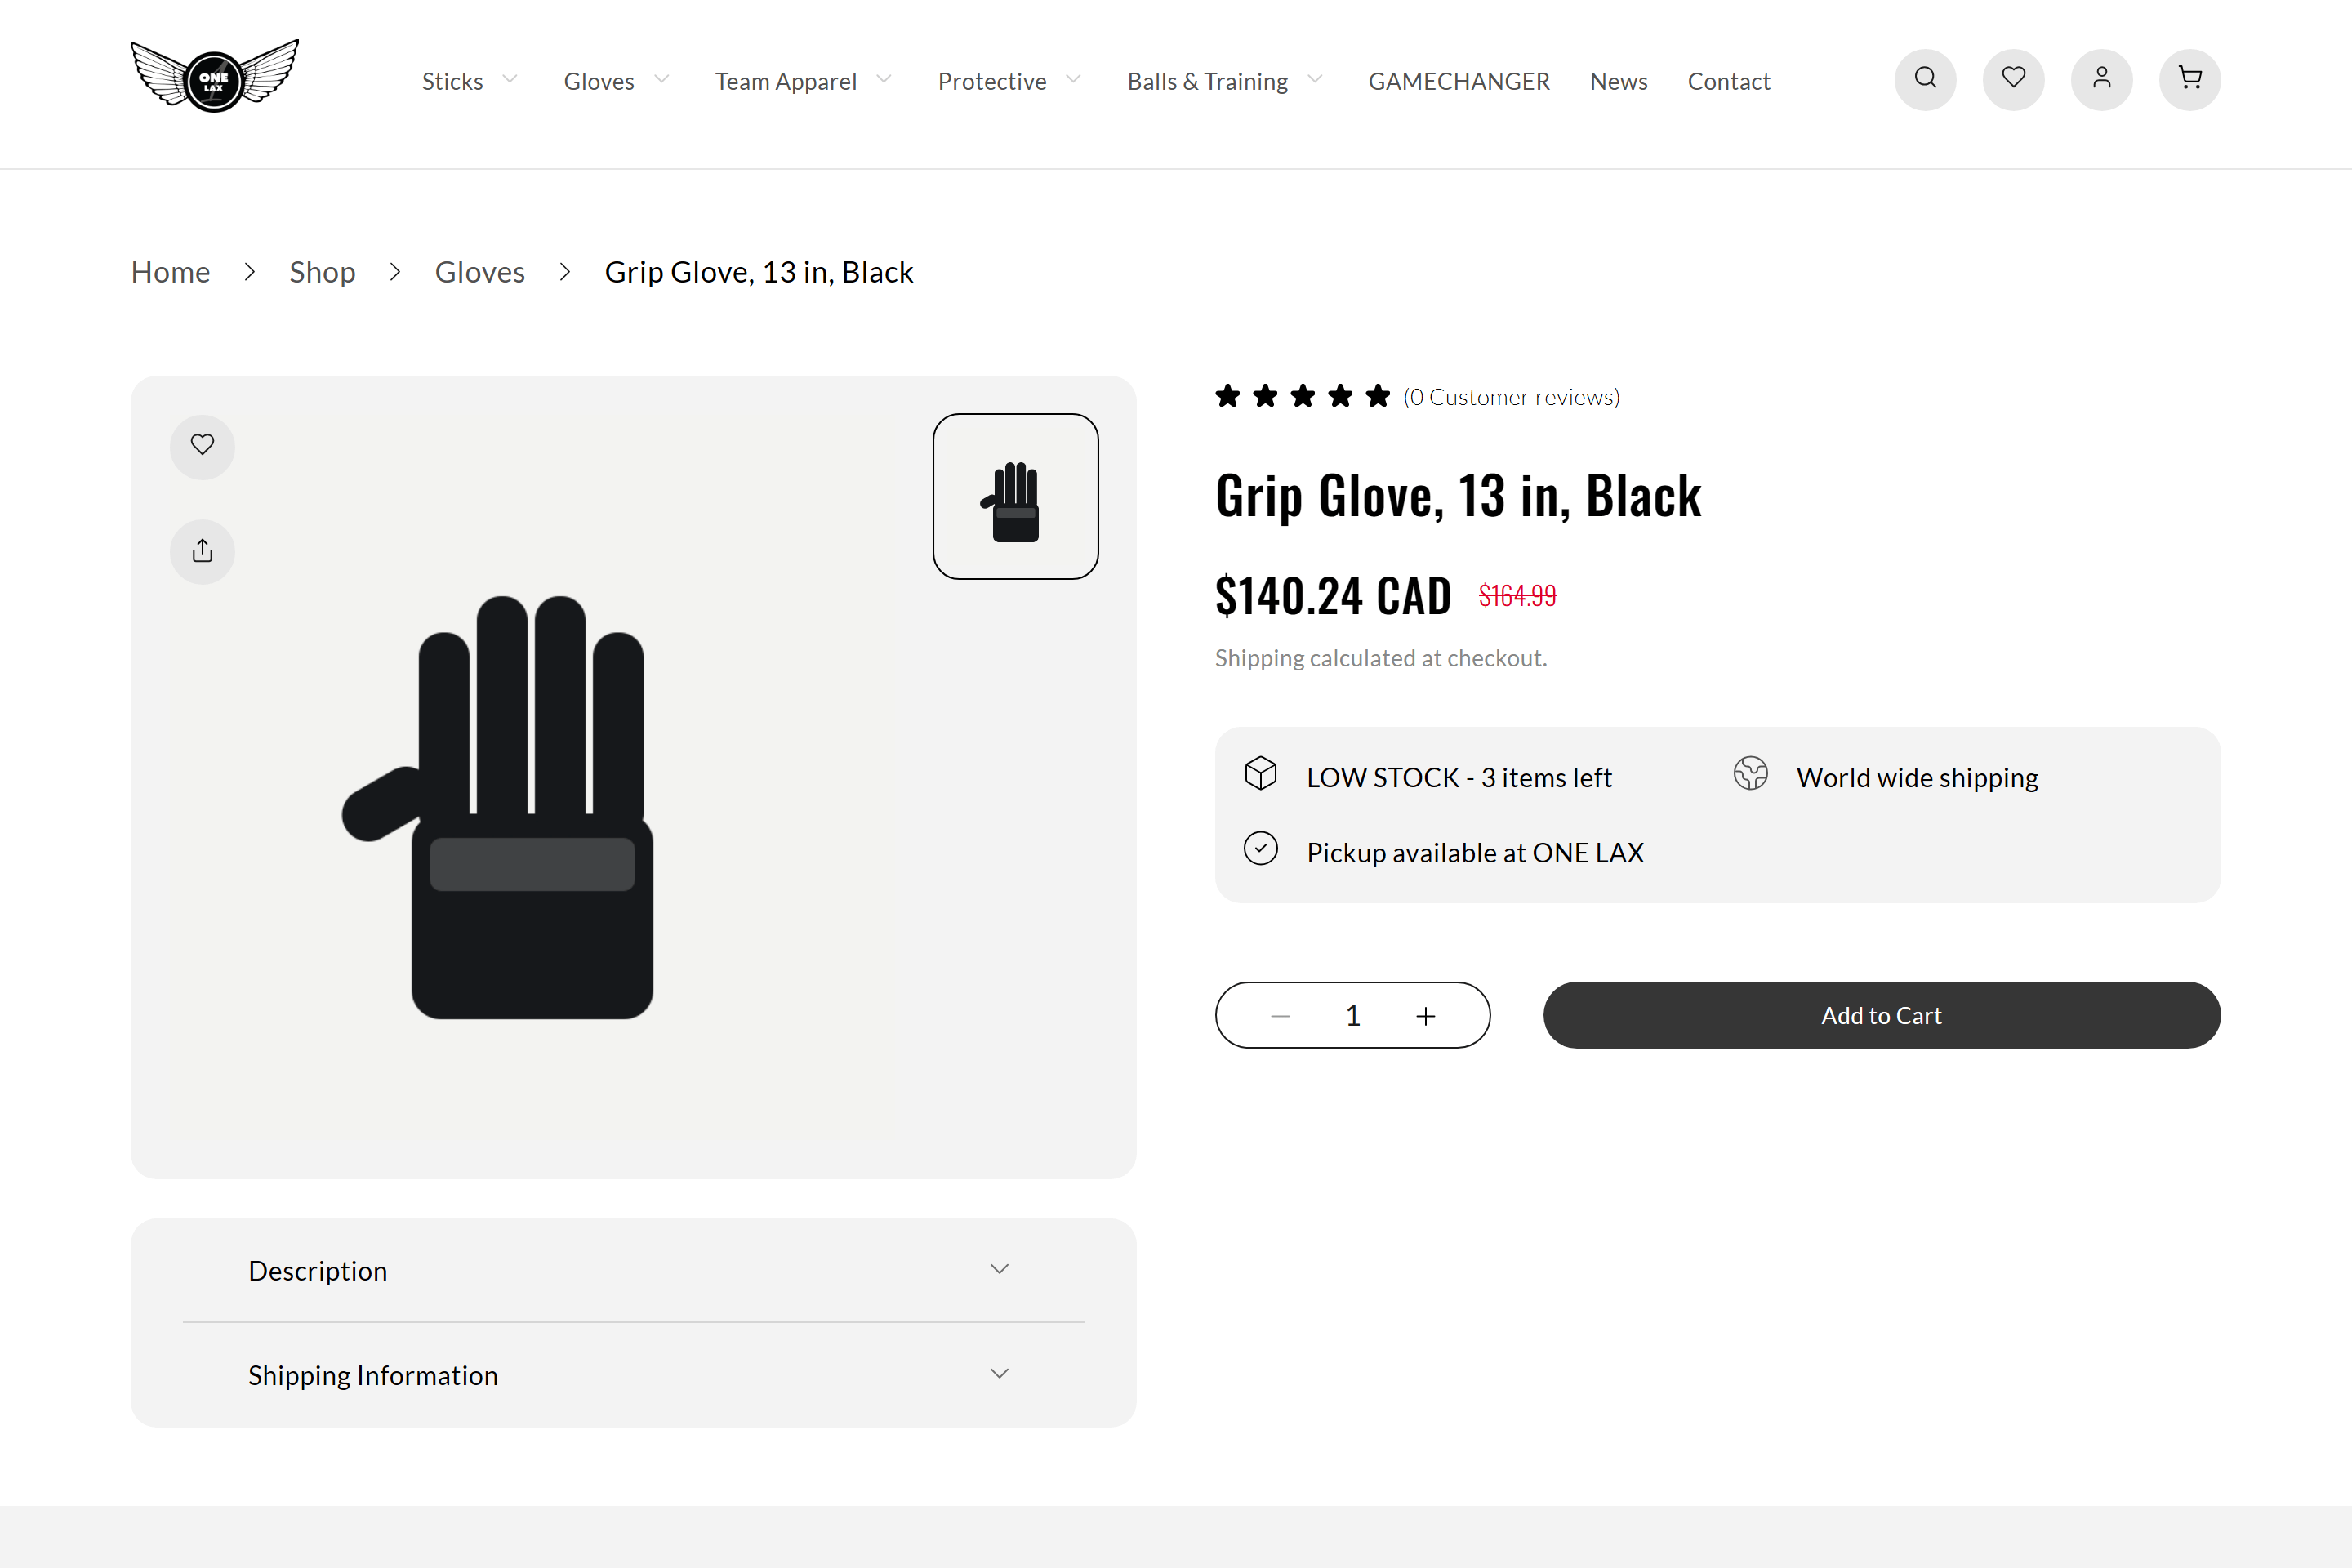 ONE
LAX
Sticks Gloves Team Apparel Protective Balls & Training GAMECHANGER News Contact
Home > Shop > Gloves > Grip Glove, 13 in, Black
(0 Customer reviews)
Grip Glove, 13 in, Black
$140.24 CAD $164.99
Shipping calculated at checkout.
LOW STOCK - 3 items left World wide shipping
Pickup available at ONE LAX
1 Add to Cart
Description
Shipping Information